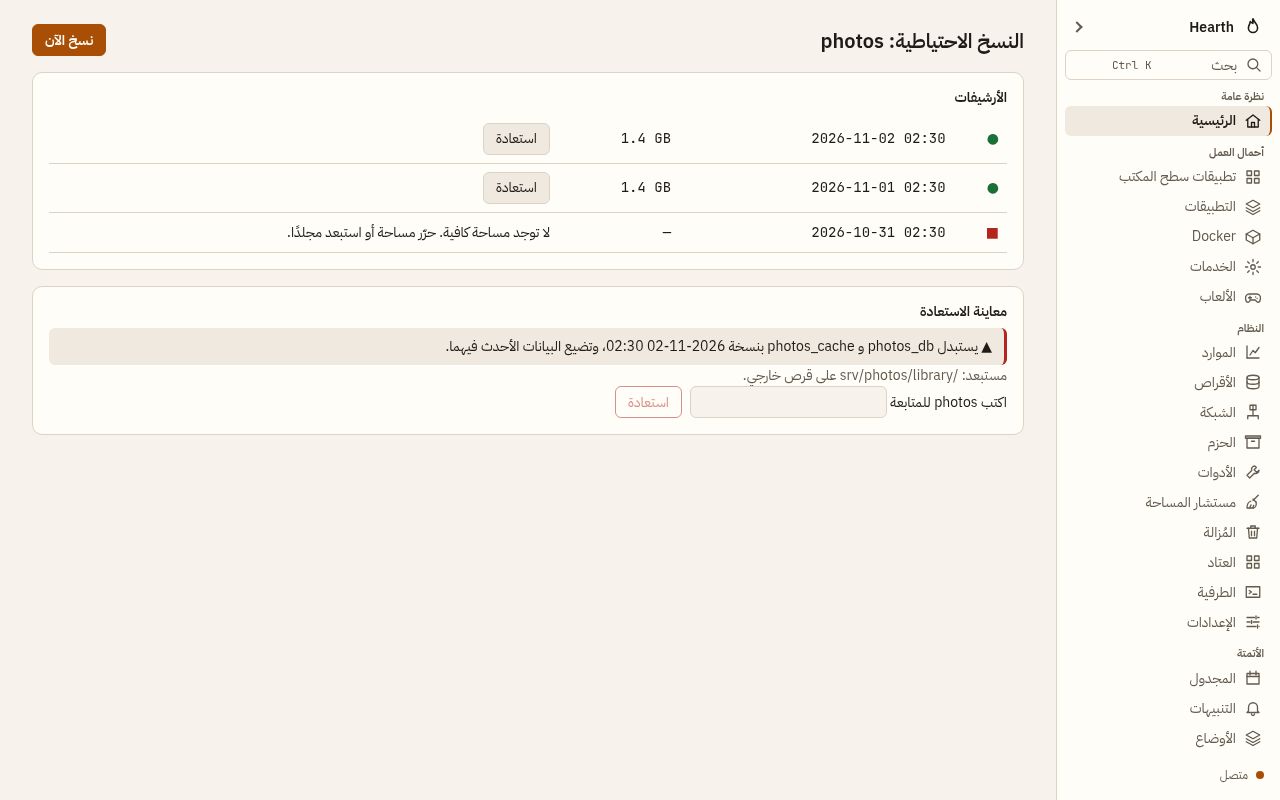 Hearth
بحث Ctrl K
نظرة عامة
الرئيسية
أحمال العمل
تطبيقات سطح المكتب
التطبيقات
Docker
الخدمات
الألعاب
النظام
الموارد
الأقراص
الشبكة
الحزم
الأدوات
مستشار المساحة
المُزالة
العتاد
الطرفية
الإعدادات
الأتمتة
المجدول
التنبيهات
الأوضاع
متصل
النسخ الاحتياطية: photos
نسخ الآن
الأرشيفات
2026-11-02 02:30 1.4 GB استعادة
2026-11-01 02:30 1.4 GB استعادة
2026-10-31 02:30 — لا توجد مساحة كافية. حرّر مساحة أو استبعد مجلدًا.
معاينة الاستعادة
▲ يستبدل photos_db و photos_cache بنسخة 2026-11-02 02:30، وتضيع البيانات الأحدث فيهما.
مستبعد: /srv/photos/library على قرص خارجي.
اكتب photos للمتابعة استعادة